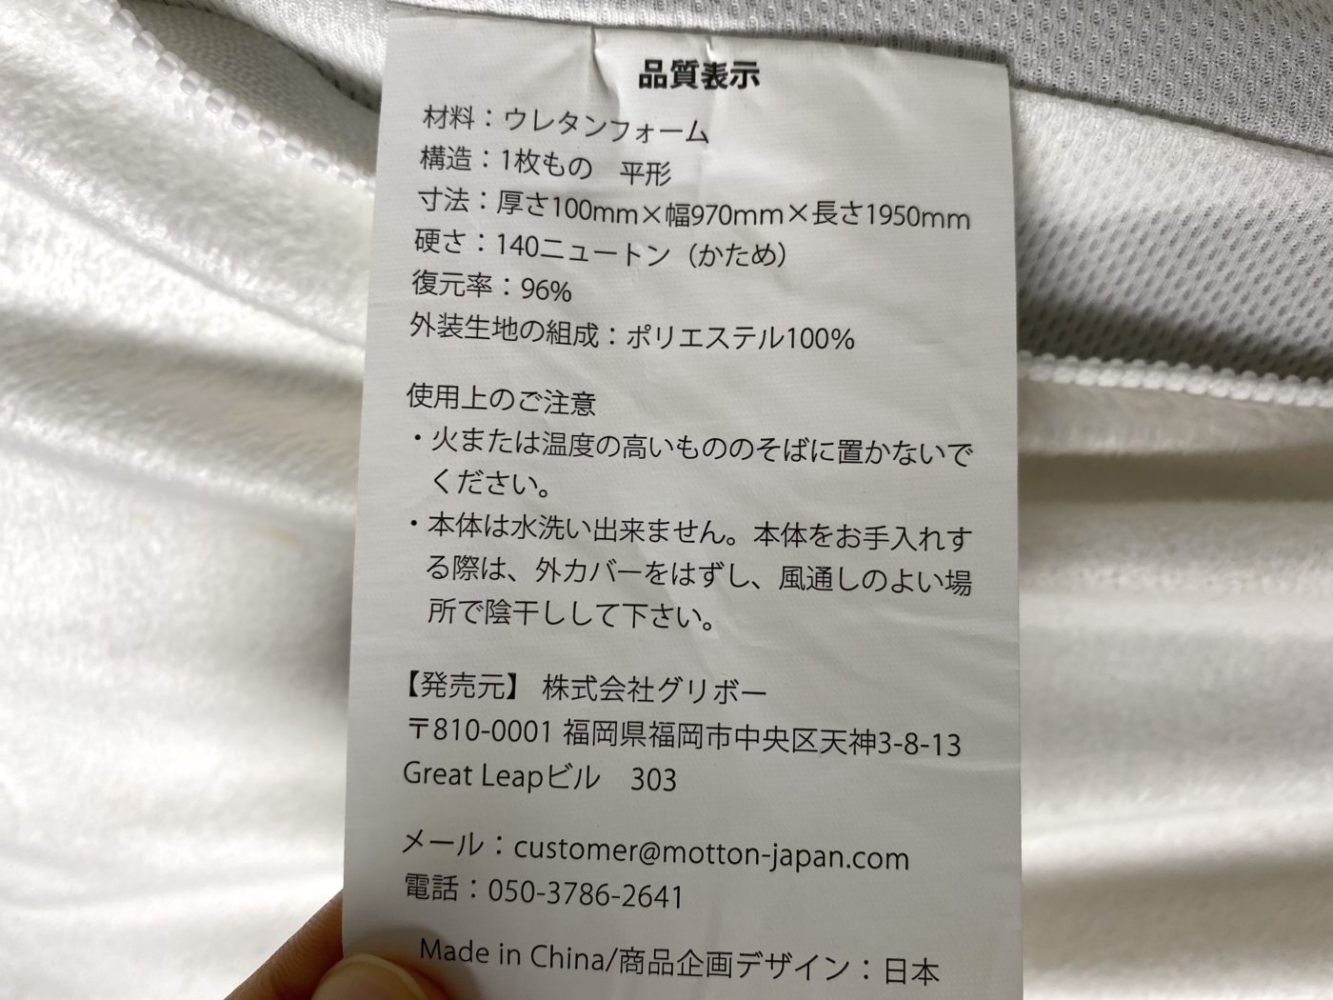 品質表示
材料：ウレタンフォーム
構造：1枚もの　平形
寸法：厚さ100mm×幅970mm×長さ1950mm
硬さ：140ニュートン（かため）
復元率：96%
外装生地の組成：ポリエステル100%
使用上のご注意
・火または温度の高いもののそばに置かないで
ください。
・本体は水洗い出来ません。本体をお手入れす
る際は、外カバーをはずし、風通しのよい場
所で陰干しして下さい。
【発売元】 株式会社グリボー
〒810-0001 福岡県福岡市中央区天神3-8-13
Great Leapビル　303
メール：customer@motton-japan.com
電話：050-3786-2641
Made in China/商品企画デザイン：日本